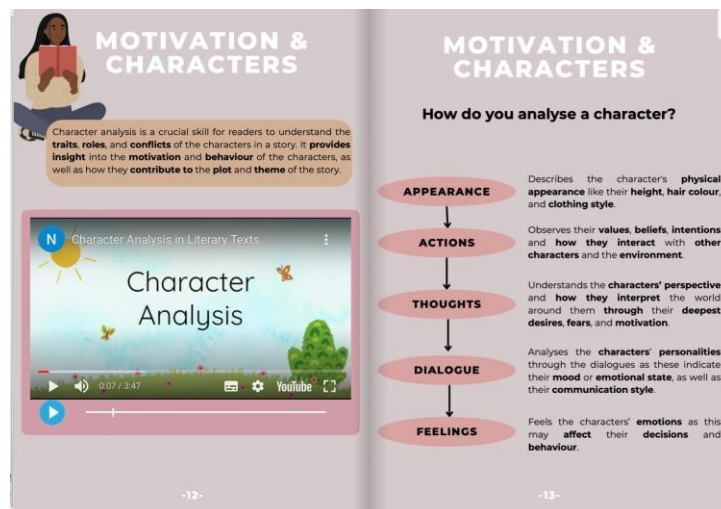 MOTIVATION &
CHARACTERS
Character analysis is a crucial skill for readers to understand the
traits, roles, and conflicts of the characters in a story. It provides
insight into the motivation and behaviour of the characters, as
well as how they contribute to the plot and theme of the story.
N
Character Analysis in Literary Texts
Character
Analysis
0:07 / 3:47
YouTube
-12-
MOTIVATION &
CHARACTERS
How do you analyse a character?
APPEARANCE
Describes the character's physical
appearance like their height, hair colour,
and clothing style.
ACTIONS
Observes their values, beliefs, intentions
and how they interact with other
characters and the environment.
THOUGHTS
Understands the characters' perspective
and how they interpret the world
around them through their deepest
desires, fears, and motivation.
DIALOGUE
Analyses the characters' personalities
through the dialogues as these indicate
their mood or emotional state, as well as
their communication style.
FEELINGS
Feels the characters' emotions as this
may affect their decisions and
behaviour.
-13-